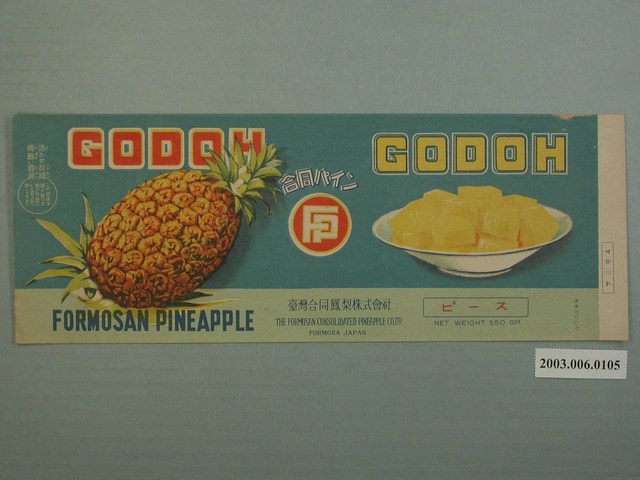 GODOH
FORMOSAN PINEAPPLE
合同パイン
臺灣合同鳳梨株式會社
THE FORMOSAN CONSOLIDATED PINEAPPLE CO.LTD
FORMOSA JAPAN
GODOH
ピース
NET WEIGHT 550 GR
2003.006.0105